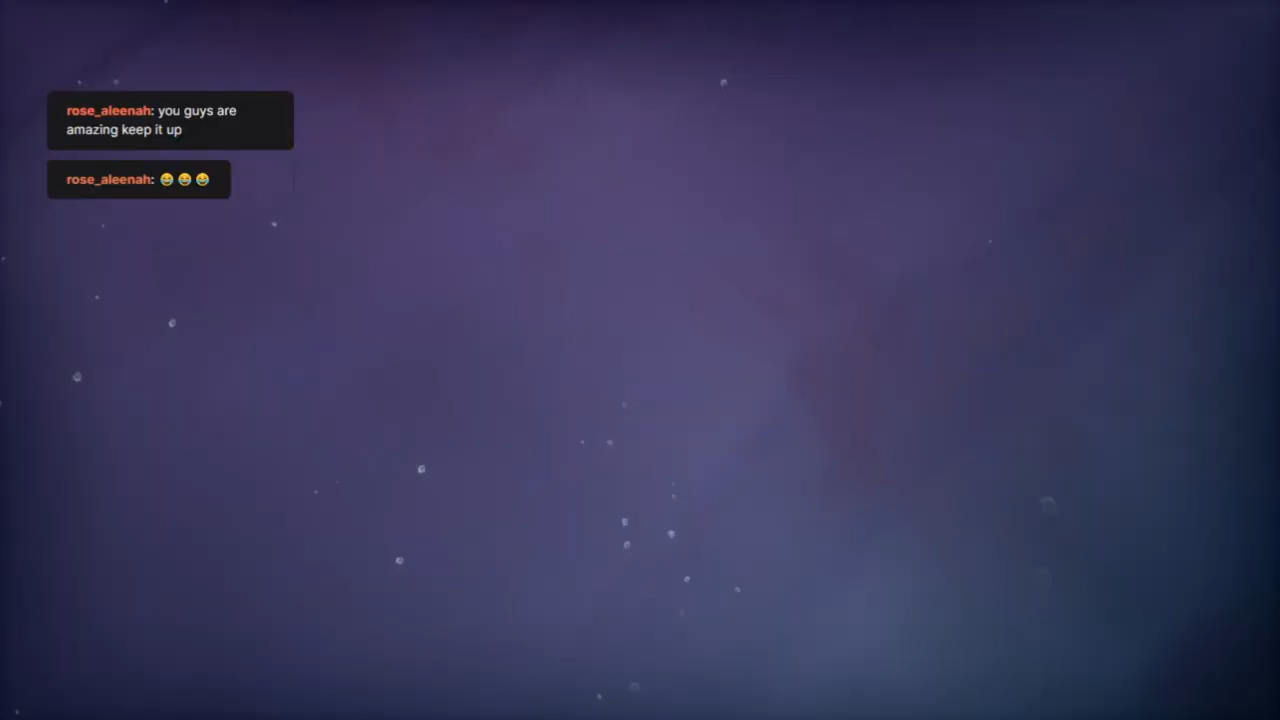 rose_aleenah: you guys are
amazing keep it up
rose_aleenah: 😂 😂 😂